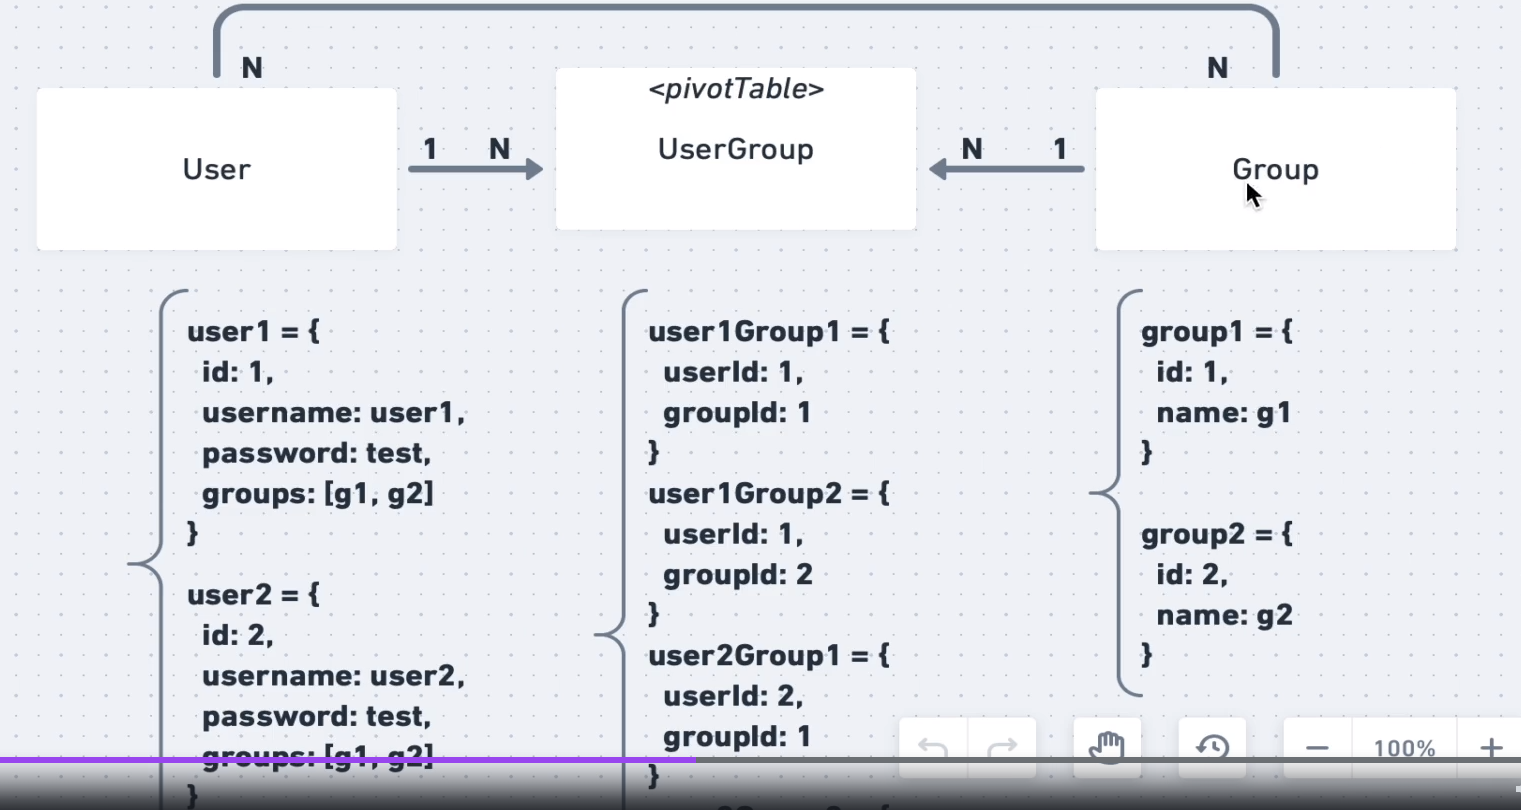 N
N
<pivotTable>
User
1 N
UserGroup
N 1
Group
user1 = {
id: 1,
username: user1,
password: test,
groups: [g1, g2]
}
user2 = {
id: 2,
username: user2,
password: test,
groups: [g1, g2]
}
user1Group1 = {
userId: 1,
groupId: 1
}
user1Group2 = {
userId: 1,
groupId: 2
}
user2Group1 = {
userId: 2,
groupId: 1
}
group1 = {
id: 1,
name: g1
}
group2 = {
id: 2,
name: g2
}
100%